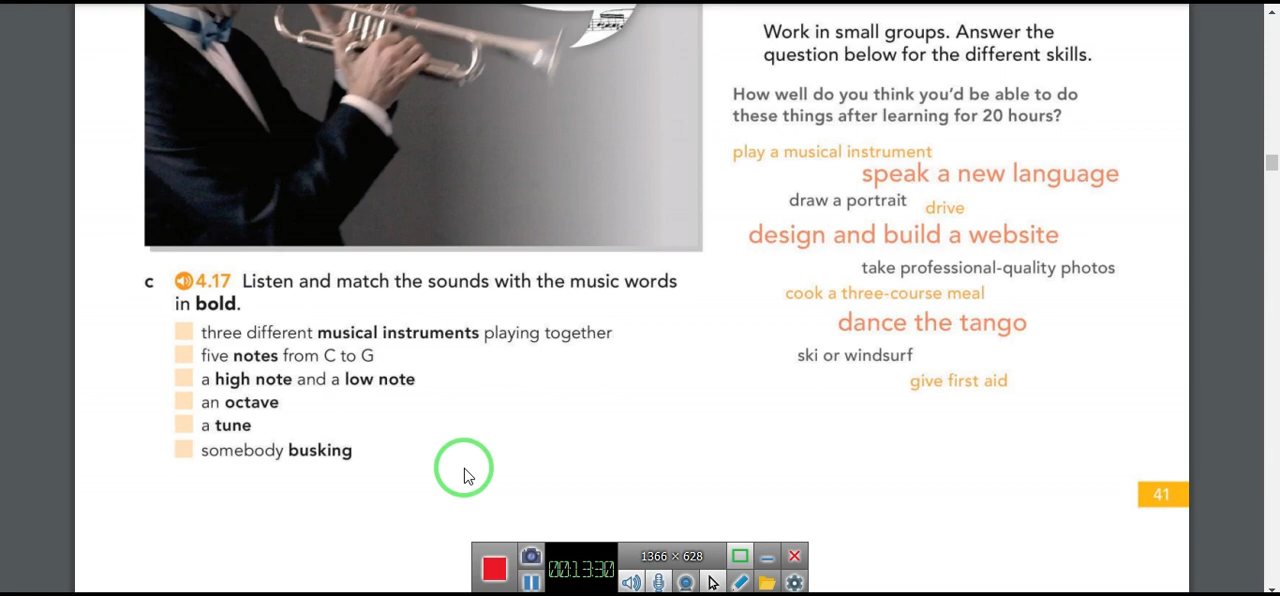 c 4.17 Listen and match the sounds with the music words
in bold.
three different musical instruments playing together
five notes from C to G
a high note and a low note
an octave
a tune
somebody busking
Work in small groups. Answer the
question below for the different skills.
How well do you think you'd be able to do
these things after learning for 20 hours?
play a musical instrument
speak a new language
draw a portrait
drive
design and build a website
take professional-quality photos
cook a three-course meal
dance the tango
ski or windsurf
give first aid
41
1366 × 628
00:13:30